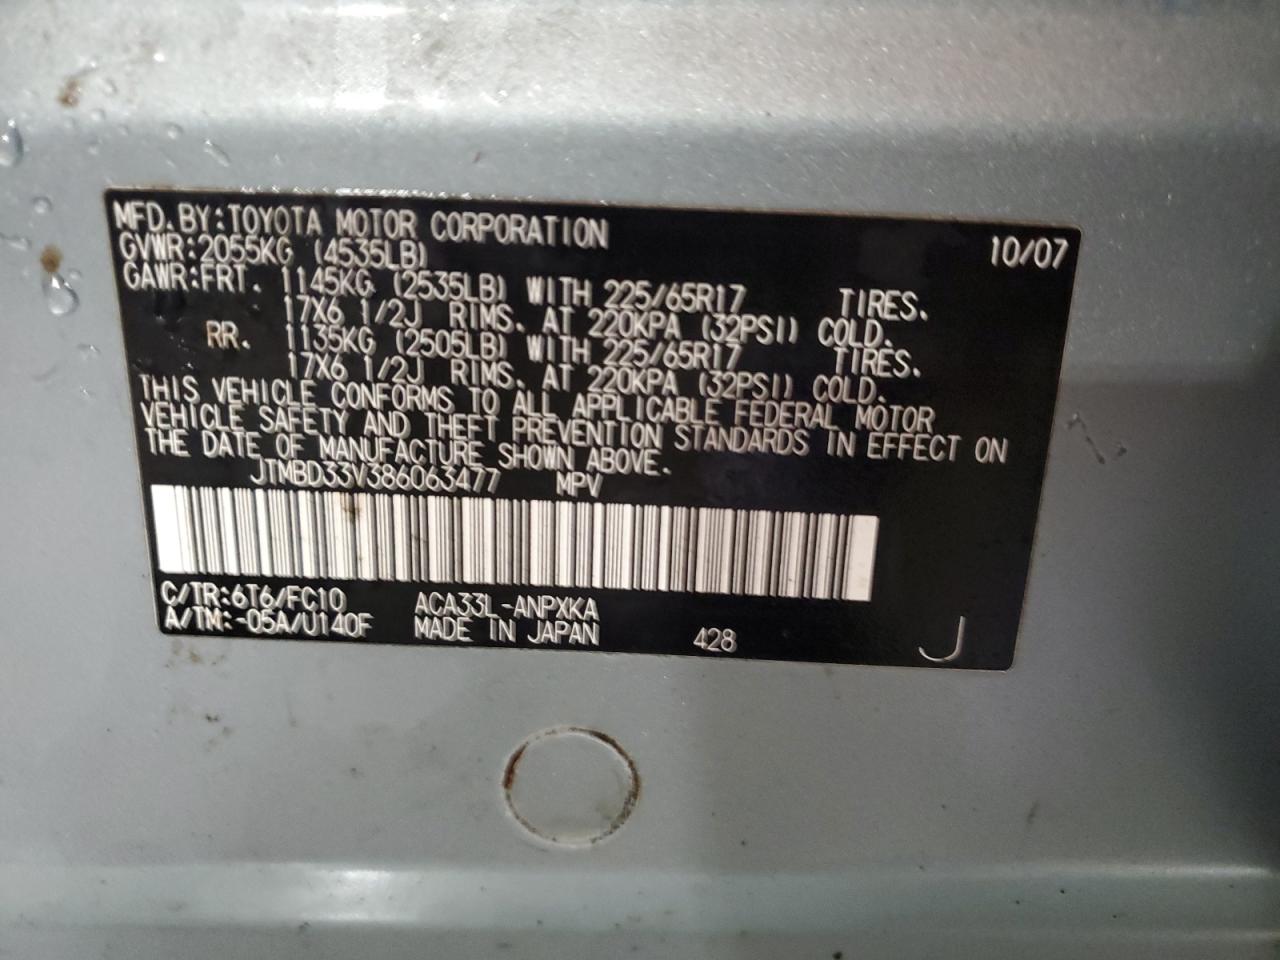 MFD. BY: TOYOTA MOTOR CORPORATION 10/07
GVWR: 2055KG (4535LB)
GAWR: FRT. 1145KG (2535LB) WITH 225/65R17 TIRES.
17X6 1/2J RIMS. AT 220KPA (32PSI) COLD.
RR. 1135KG (2505LB) WITH 225/65R17 TIRES.
17X6 1/2J RIMS. AT 220KPA (32PSI) COLD.
THIS VEHICLE CONFORMS TO ALL APPLICABLE FEDERAL MOTOR
VEHICLE SAFETY AND THEFT PREVENTION STANDARDS IN EFFECT ON
THE DATE OF MANUFACTURE SHOWN ABOVE.
JTMBD33V386063477 MPV
C/TR:6T6/FC10 ACA33L-ANPXKA
A/TM:-05A/U140F MADE IN JAPAN 428 J